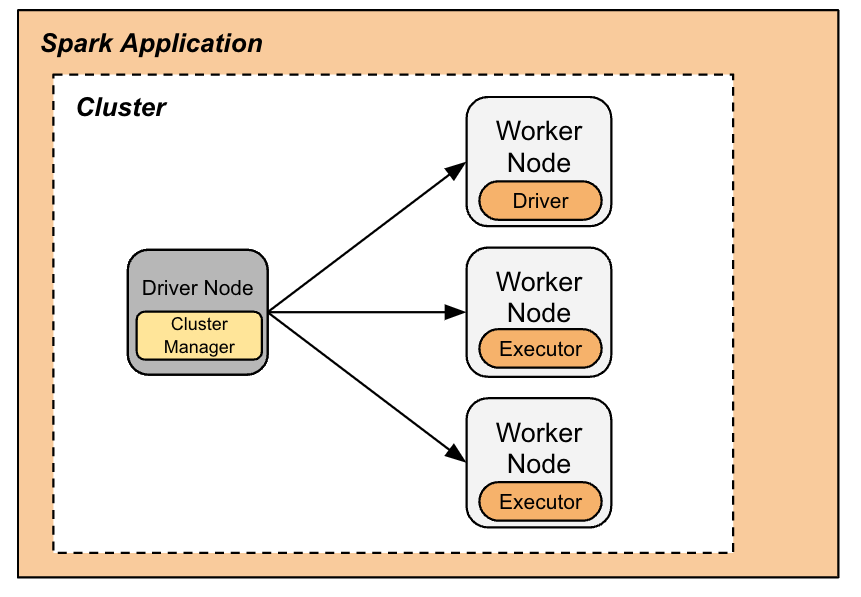 Spark Application
Cluster
Worker
Node
Driver
Driver Node
Cluster
Manager
Worker
Node
Executor
Worker
Node
Executor